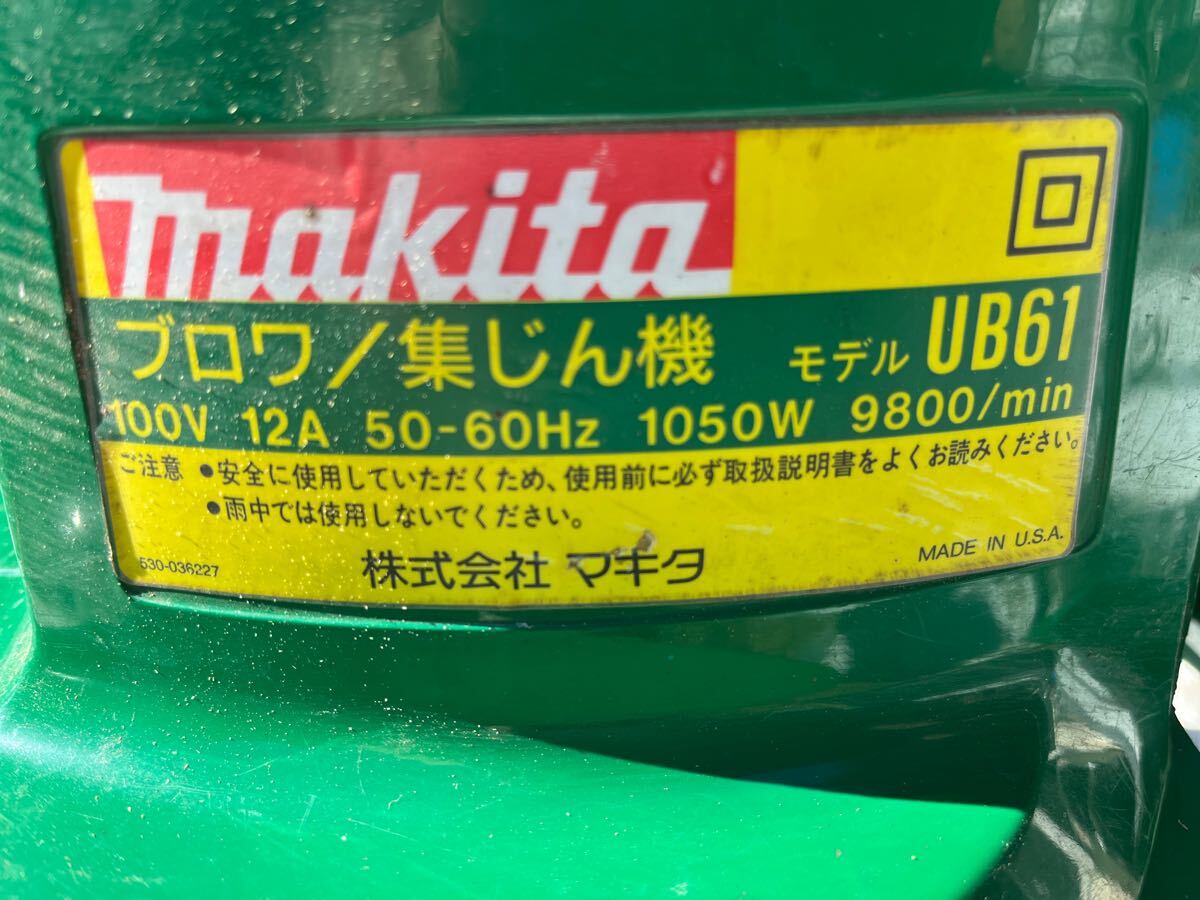 makita
ブロワ/集じん機 モデル UB61
100V 12A 50-60Hz 1050W 9800/min
ご注意 ●安全に使用していただくため、使用前に必ず取扱説明書をよくお読みください。
●雨中では使用しないでください。
530-036227 株式会社 マキタ MADE IN U.S.A.